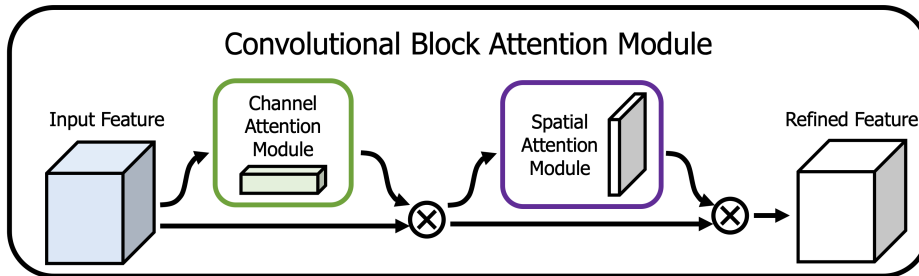 Convolutional Block Attention Module
Input Feature
Channel
Attention
Module
Spatial
Attention
Module
Refined Feature